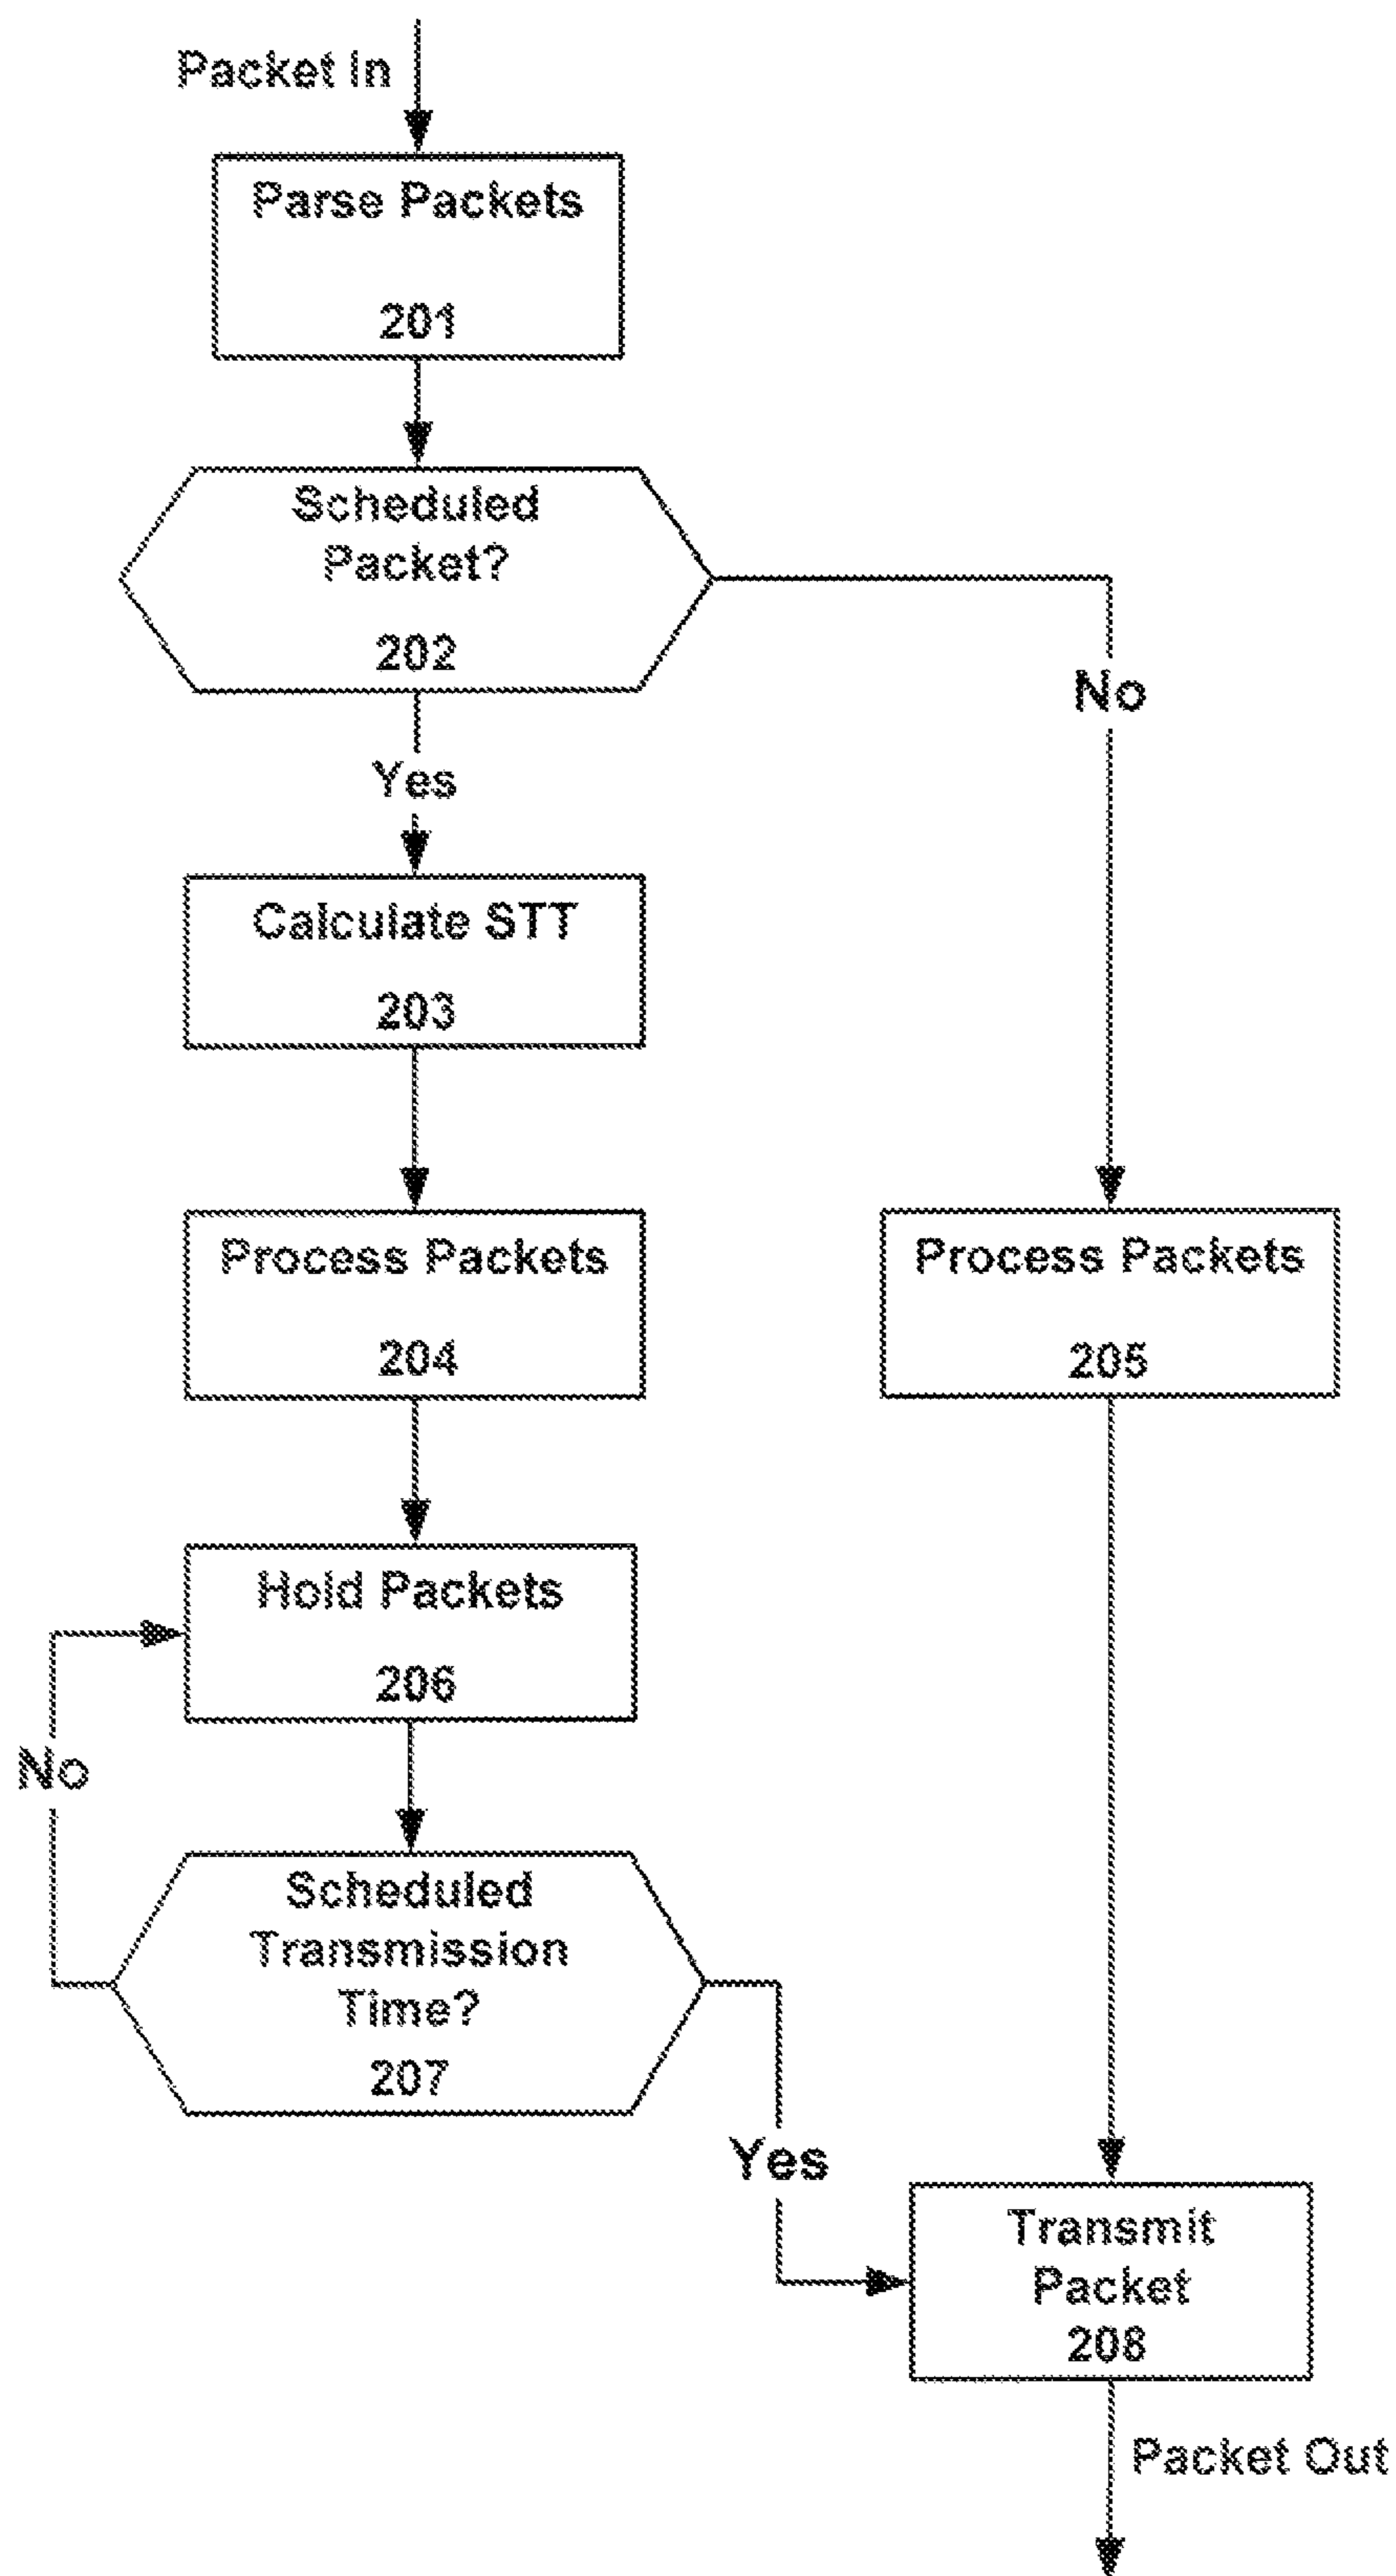 Packet In
Parse Packets
201
Scheduled
Packet?
202
No
Yes
Calculate STT
203
Process Packets
204
Process Packets
205
Hold Packets
206
No
Scheduled
Transmission
Time?
207
Yes
Transmit
Packet
208
Packet Out